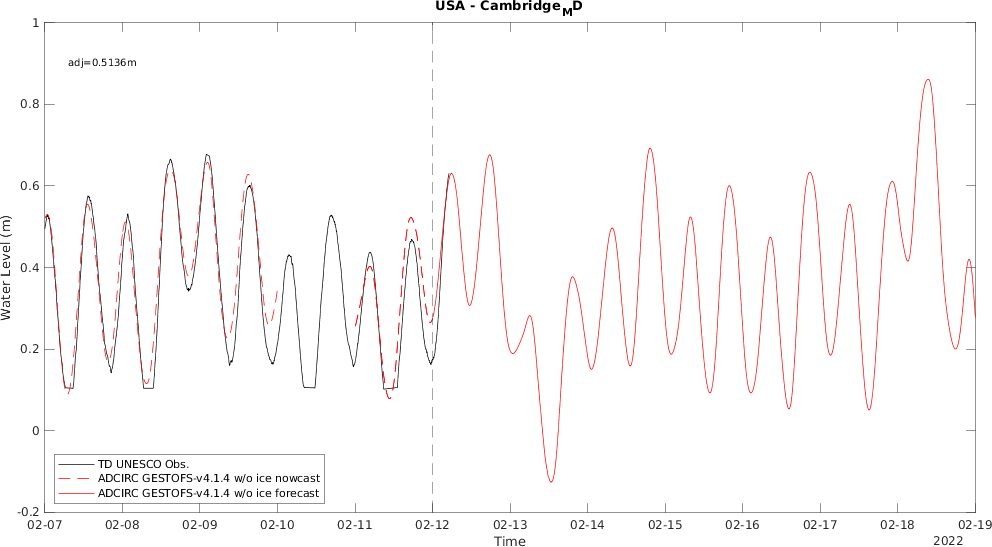 USA - Cambridge_MD
adj=0.5136m
Water Level (m)
1
0.8
0.6
0.4
0.2
0
-0.2
TD UNESCO Obs.
ADCIRC GESTOFS-v4.1.4 w/o ice nowcast
ADCIRC GESTOFS-v4.1.4 w/o ice forecast
02-07 02-08 02-09 02-10 02-11 02-12 02-13 02-14 02-15 02-16 02-17 02-18 02-19
Time
2022